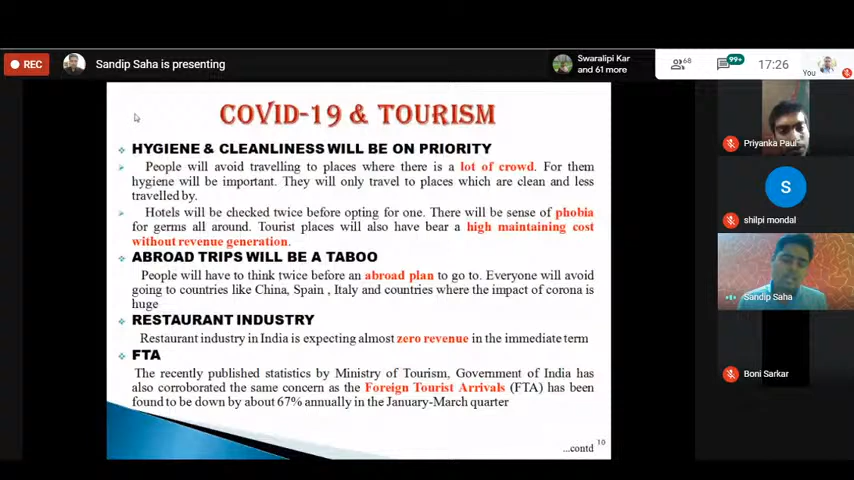 REC
Sandip Saha is presenting
Swaralipi Kar
and 61 more
68
99+
17:26
You
COVID-19 & TOURISM
HYGIENE & CLEANLINESS WILL BE ON PRIORITY
People will avoid travelling to places where there is a lot of crowd. For them
hygiene will be important. They will only travel to places which are clean and less
travelled by.
Hotels will be checked twice before opting for one. There will be sense of phobia
for germs all around. Tourist places will also have bear a high maintaining cost
without revenue generation.
ABROAD TRIPS WILL BE A TABOO
People will have to think twice before an abroad plan to go to. Everyone will avoid
going to countries like China, Spain , Italy and countries where the impact of corona is
huge
RESTAURANT INDUSTRY
Restaurant industry in India is expecting almost zero revenue in the immediate term
FTA
The recently published statistics by Ministry of Tourism, Government of India has
also corroborated the same concern as the Foreign Tourist Arrivals (FTA) has been
found to be down by about 67% annually in the January-March quarter
...contd
10
Priyanka Paul
S
shilpi mondal
Sandip Saha
Boni Sarkar